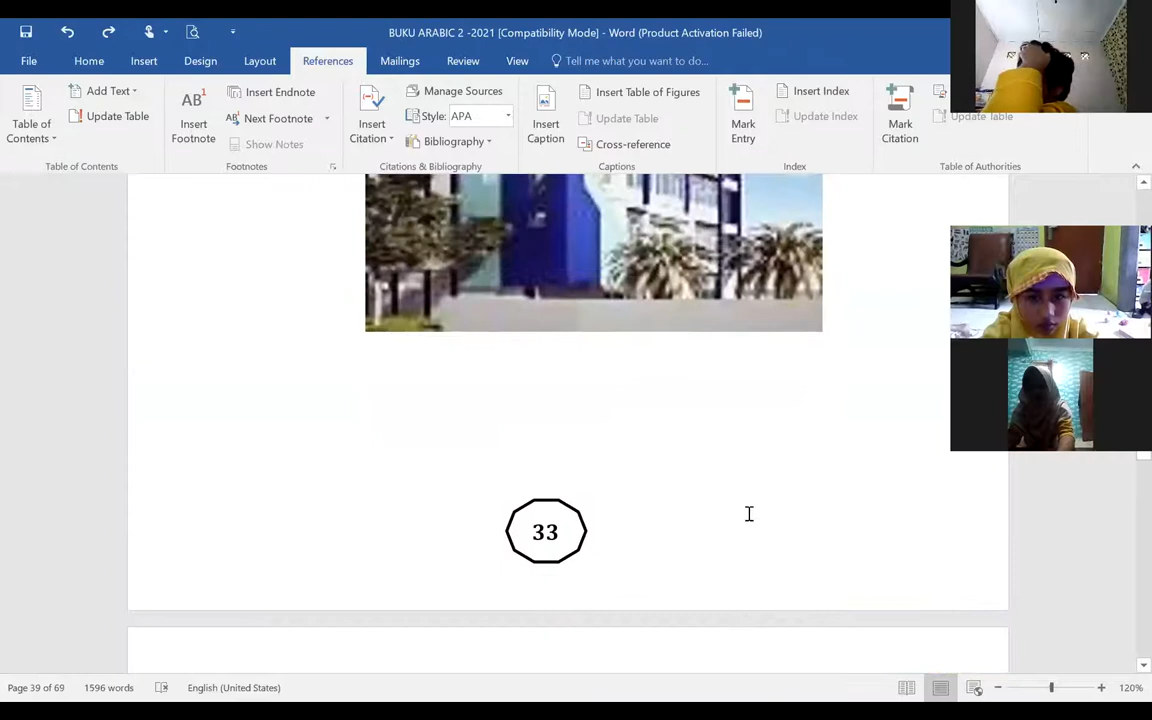 BUKU ARABIC 2 -2021 [Compatibility Mode] - Word (Product Activation Failed)
File Home Insert Design Layout References Mailings Review View Tell me what you want to do...
Table of Contents
Add Text
Update Table
Table of Contents
AB1
Insert Footnote
Insert Endnote
AB1 Next Footnote
Show Notes
Footnotes
Insert Citation
Manage Sources
Style: APA
Bibliography
Citations & Bibliography
Insert Caption
Insert Table of Figures
Update Table
Cross-reference
Captions
Mark Entry
Insert Index
Update Index
Index
Mark Citation
Update Table
Table of Authorities
33
Page 39 of 69 1596 words English (United States) 120%